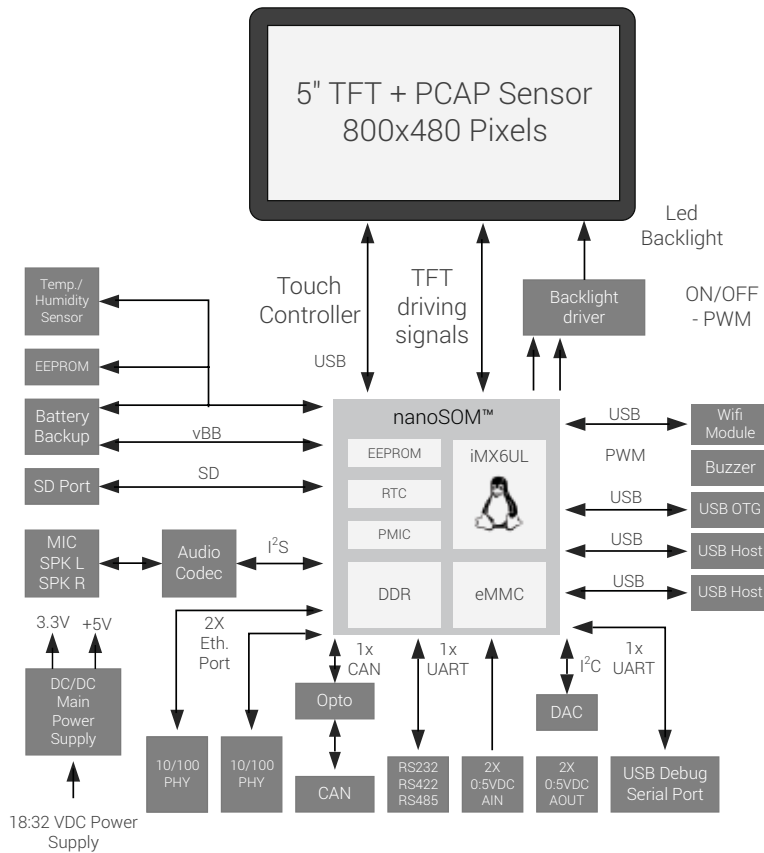 5" TFT + PCAP Sensor
800x480 Pixels
Led
Backlight
Temp./
Humidity
Sensor
Touch
Controller
TFT
driving
signals
Backlight
driver
ON/OFF
- PWM
USB
EEPROM
Battery
Backup
vBB
nanoSOM™
USB
Wifi
Module
EEPROM
iMX6UL
PWM
Buzzer
SD Port
SD
RTC
USB
USB OTG
PMIC
USB
USB Host
MIC
SPK L
SPK R
Audio
Codec
I²S
DDR
eMMC
USB
USB Host
3.3V
+5V
2X
Eth.
Port
1x
CAN
1x
UART
I²C
1x
UART
DC/DC
Main
Power
Supply
Opto
DAC
10/100
PHY
10/100
PHY
CAN
RS232
RS422
RS485
2X
0:5VDC
AIN
2X
0:5VDC
AOUT
USB Debug
Serial Port
18:32 VDC Power
Supply